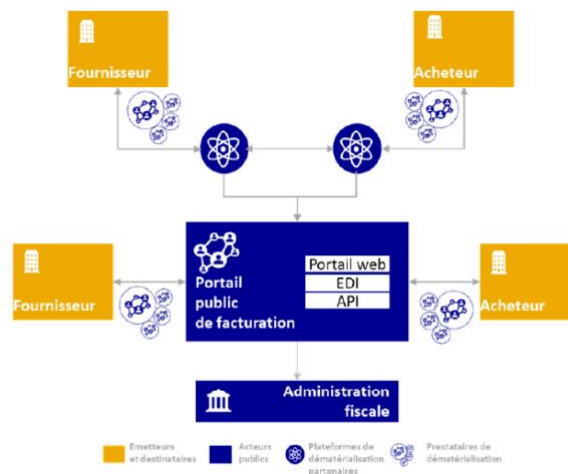 Fournisseur
Acheteur
Portail
public
de facturation
Portail web
EDI
API
Fournisseur
Acheteur
Administration
fiscale
Emetteurs
et destinataires
Acteurs
publics
Plateformes de
dématérialisation
partenaires
Prestataires de
dématérialisation